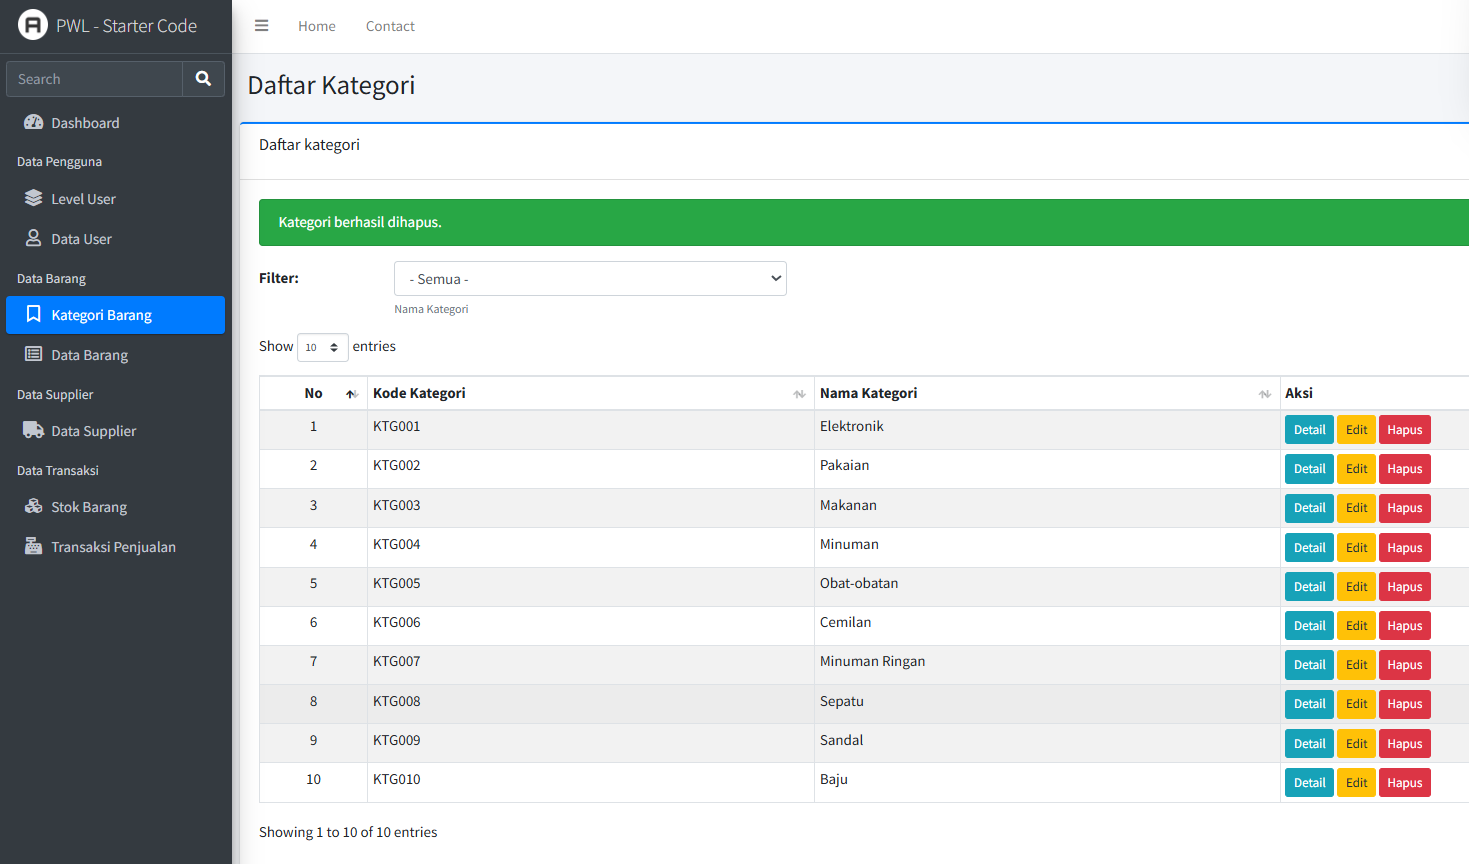 PWL - Starter Code
Home Contact
Search
Dashboard
Data Pengguna
Level User
Data User
Data Barang
Kategori Barang
Data Barang
Data Supplier
Data Supplier
Data Transaksi
Stok Barang
Transaksi Penjualan
Daftar Kategori
Daftar kategori
Kategori berhasil dihapus.
Filter: - Semua -
Nama Kategori
Show 10 entries
No Kode Kategori Nama Kategori Aksi
1 KTG001 Elektronik Detail Edit Hapus
2 KTG002 Pakaian Detail Edit Hapus
3 KTG003 Makanan Detail Edit Hapus
4 KTG004 Minuman Detail Edit Hapus
5 KTG005 Obat-obatan Detail Edit Hapus
6 KTG006 Cemilan Detail Edit Hapus
7 KTG007 Minuman Ringan Detail Edit Hapus
8 KTG008 Sepatu Detail Edit Hapus
9 KTG009 Sandal Detail Edit Hapus
10 KTG010 Baju Detail Edit Hapus
Showing 1 to 10 of 10 entries